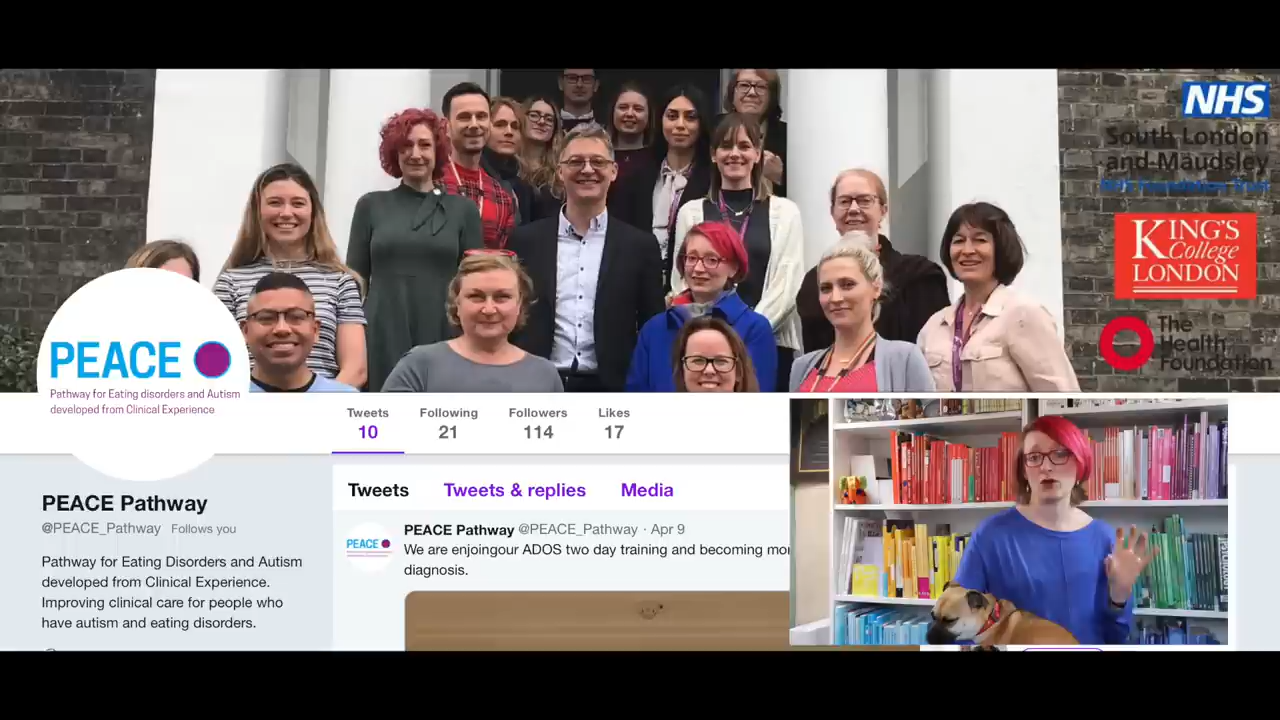 NHS
South London
and Maudsley
NHS Foundation Trust
KING'S
College
LONDON
The
Health
Foundation
PEACE
Pathway for Eating disorders and Autism
developed from Clinical Experience
Tweets
10
Following
21
Followers
114
Likes
17
PEACE Pathway
@PEACE_Pathway Follows you
Pathway for Eating Disorders and Autism
developed from Clinical Experience.
Improving clinical care for people who
have autism and eating disorders.
Tweets Tweets & replies Media
PEACE
PEACE Pathway @PEACE_Pathway · Apr 9
We are enjoingour ADOS two day training and becoming
diagnosis.